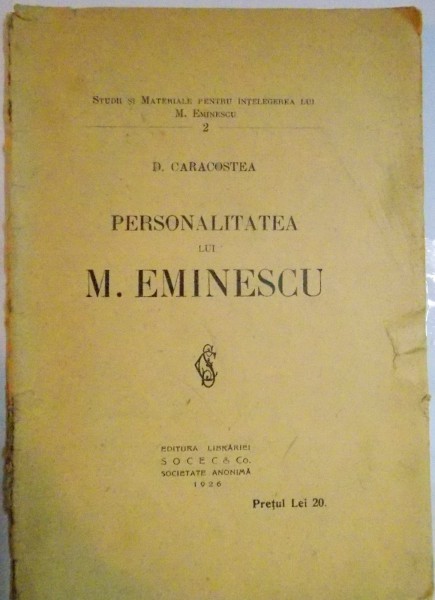 STUDII ȘI MATERIALE PENTRU ÎNȚELEGEREA LUI
M. EMINESCU
2
D. CARACOSTEA
PERSONALITATEA
LUI
M. EMINESCU
EDITURA LIBRĂRIEI
SOCEC & Co.
SOCIETATE ANONIMĂ
1926
Prețul Lei 20.